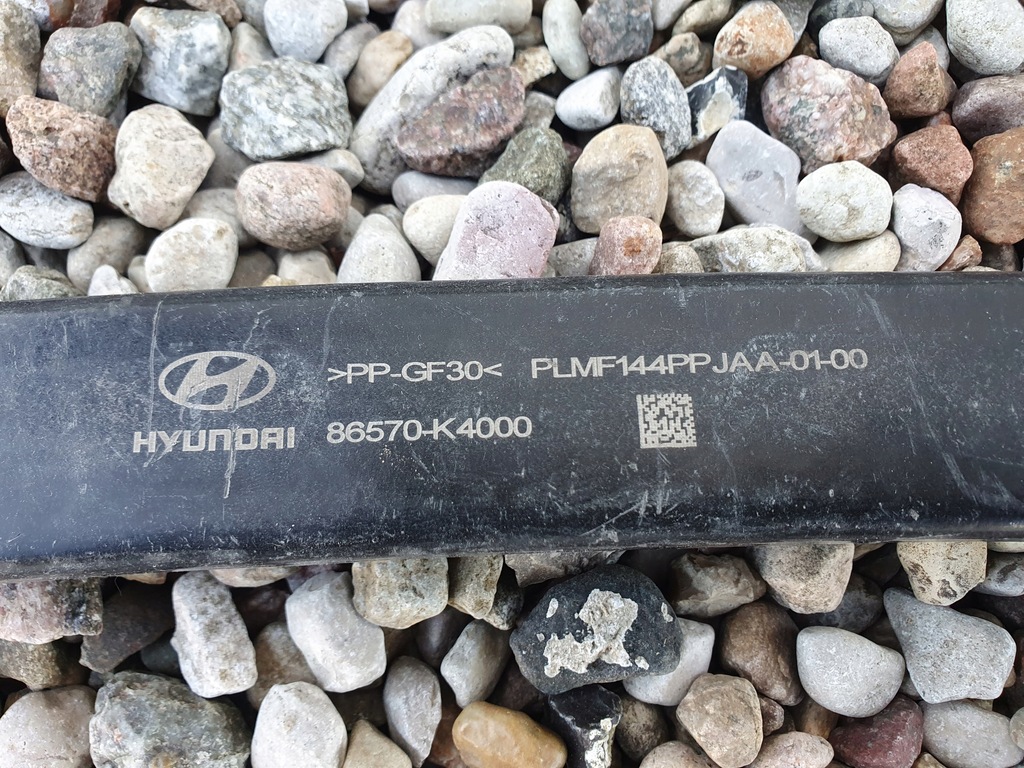 >PP-GF30< PLMF144PPJAA-01-00
HYUNDAI 86570-K4000